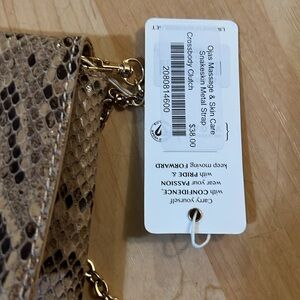 Ojas Massage & Skin Care
Snakeskin Metal Strap
Crossbody Clutch
$38.00
2080814600
Carry yourself
with CONFIDENCE,
wear your PASSION
with PRIDE &
keep moving FORWARD